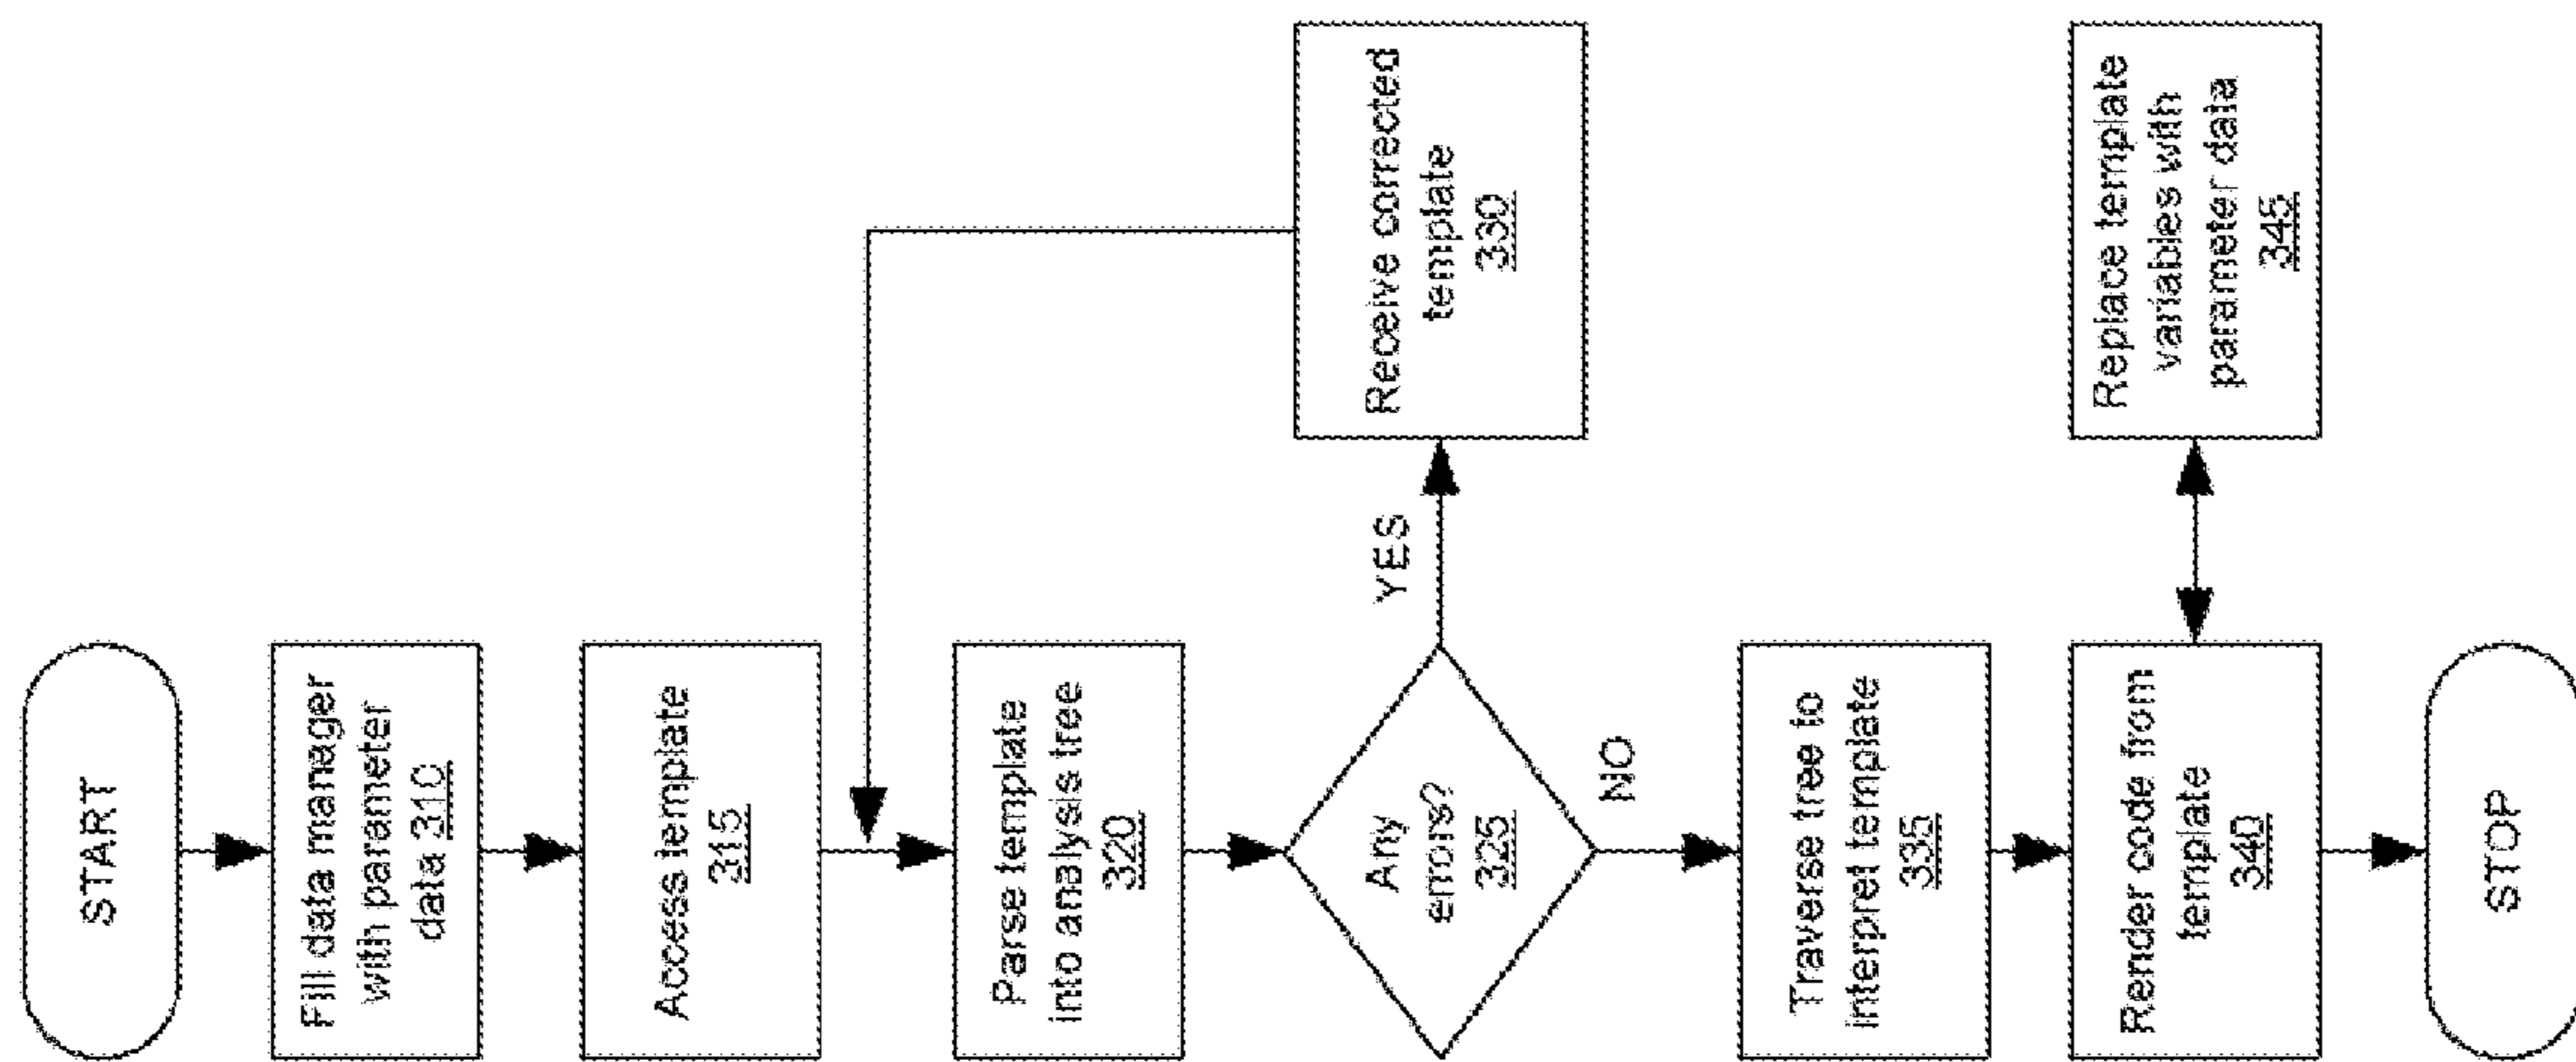 START
Fill data manager
with parameter
data 310
Access template
315
Parse template
into analysis tree
320
Any
errors?
325
YES
Receive corrected
template
330
NO
Traverse tree to
interpret template
335
Render code from
template
340
Replace template
variables with
parameter data
345
STOP